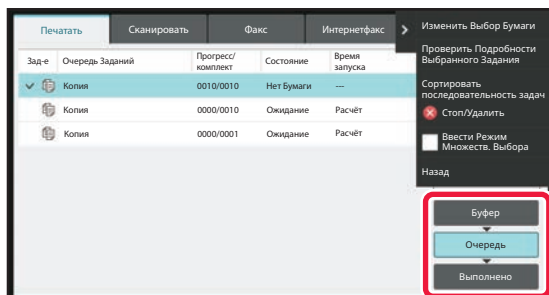 Печатать Сканировать Факс Интернетфакс
Зад-е Очередь Заданий Прогресс/ комплект Состояние Время запуска
Копия 0010/0010 Нет Бумаги ---
Копия 0000/0010 Ожидание Расчёт
Копия 0000/0001 Ожидание Расчёт
Изменить Выбор Бумаги
Проверить Подробности
Выбранного Задания
Сортировать
последовательность задач
Стоп/Удалить
Ввести Режим
Множеств. Выбора
Назад
Буфер
Очередь
Выполнено